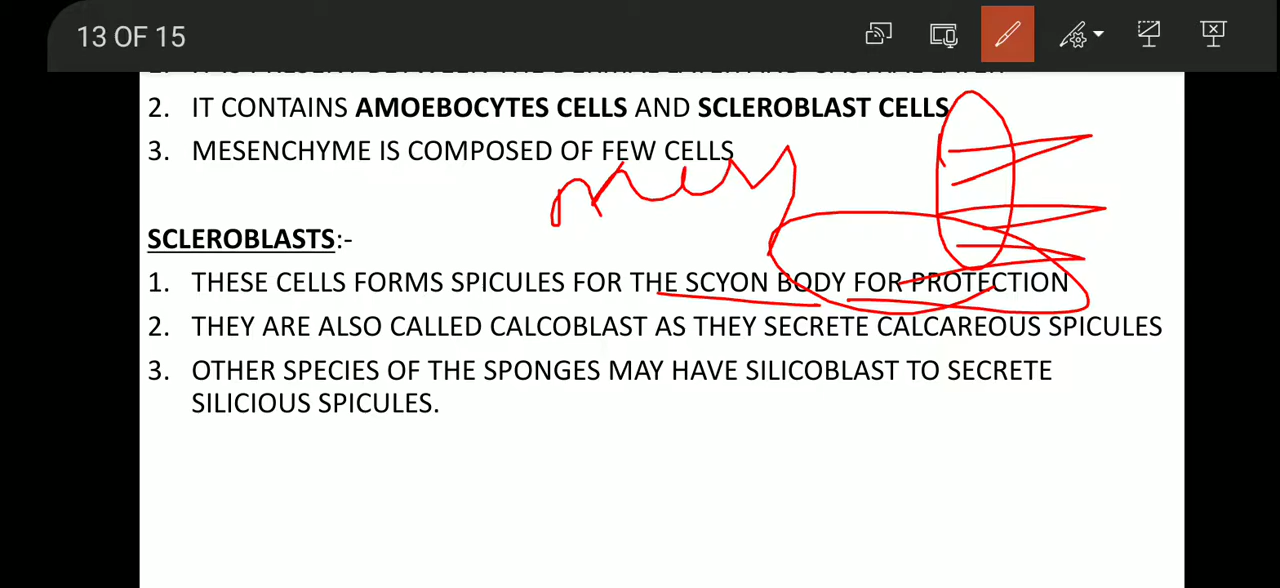 13 OF 15
2. IT CONTAINS AMOEBOCYTES CELLS AND SCLEROBLAST CELLS
3. MESENCHYME IS COMPOSED OF FEW CELLS
SCLEROBLASTS:-
1. THESE CELLS FORMS SPICULES FOR THE SCYON BODY FOR PROTECTION
2. THEY ARE ALSO CALLED CALCOBLAST AS THEY SECRETE CALCAREOUS SPICULES
3. OTHER SPECIES OF THE SPONGES MAY HAVE SILICOBLAST TO SECRETE
SILICIOUS SPICULES.